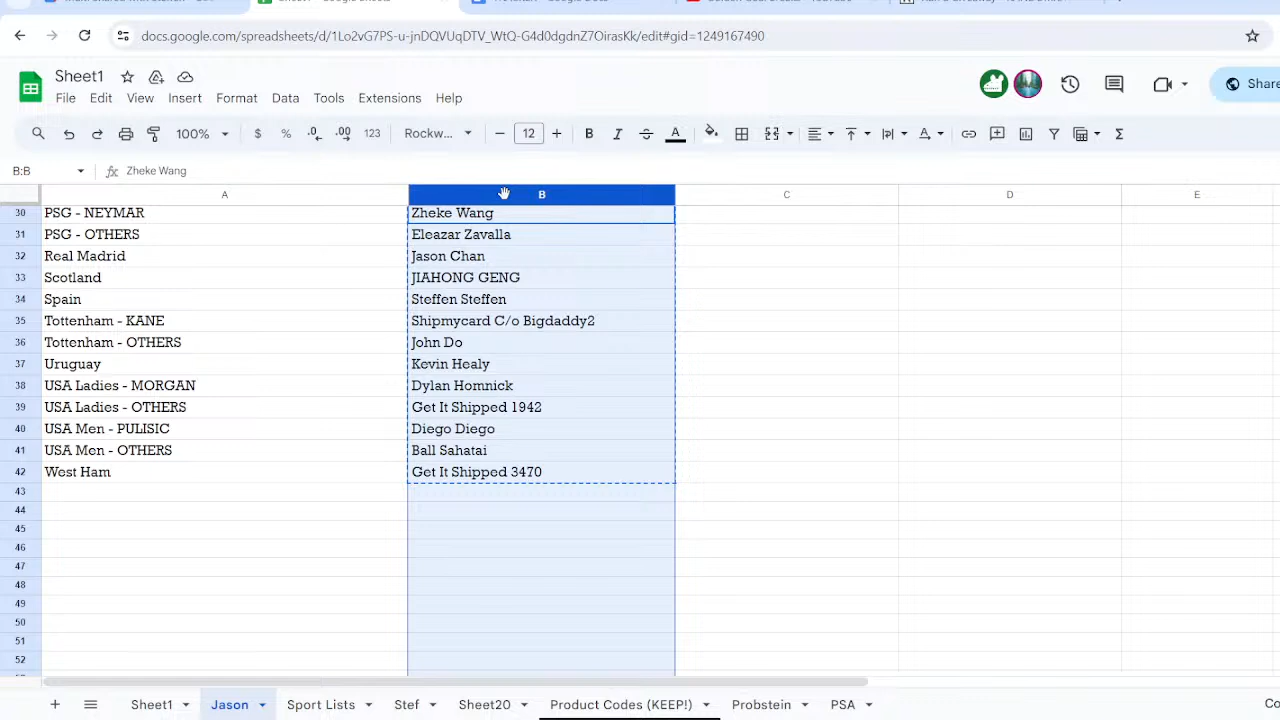 docs.google.com/spreadsheets/d/1Lo2vG7PS-u-jnDQVUqDTV_WtQ-G4d0dgdnZ7OirasKk/edit#gid=1249167490
Sheet1
File Edit View Insert Format Data Tools Extensions Help
Share
100% $ % .0 .00 123 Rockw... 12 B I A
B:B fx Zheke Wang
A B C D E
30 PSG - NEYMAR Zheke Wang
31 PSG - OTHERS Eleazar Zavalla
32 Real Madrid Jason Chan
33 Scotland JIAHONG GENG
34 Spain Steffen Steffen
35 Tottenham - KANE Shipmycard C/o Bigdaddy2
36 Tottenham - OTHERS John Do
37 Uruguay Kevin Healy
38 USA Ladies - MORGAN Dylan Homnick
39 USA Ladies - OTHERS Get It Shipped 1942
40 USA Men - PULISIC Diego Diego
41 USA Men - OTHERS Ball Sahatai
42 West Ham Get It Shipped 3470
43
44
45
46
47
48
49
50
51
52
Sheet1 Jason Sport Lists Stef Sheet20 Product Codes (KEEP!) Probstein PSA Co